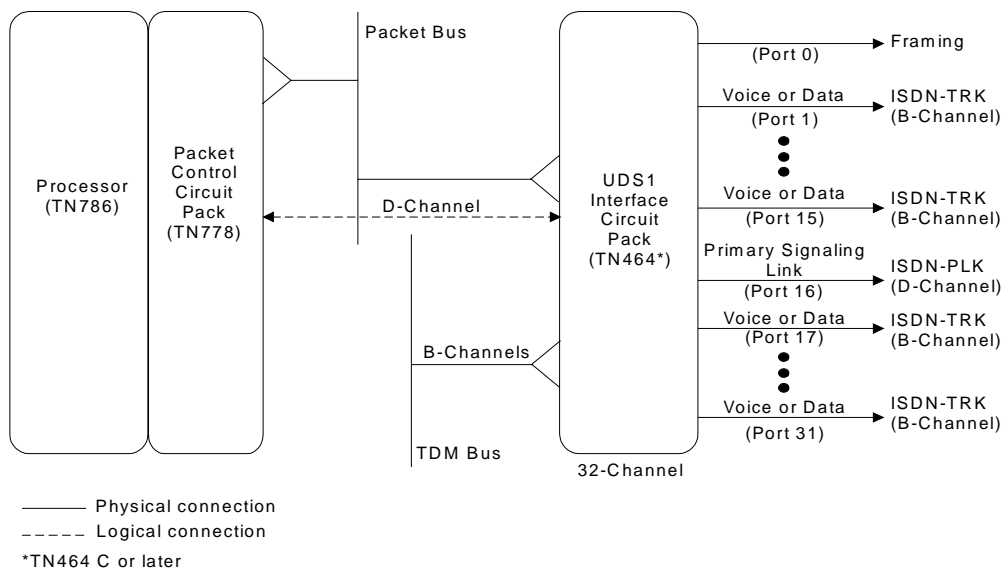 Processor
(TN786)
Packet
Control
Circuit
Pack
(TN778)
Packet Bus
D-Channel
B-Channels
TDM Bus
UDS1
Interface
Circuit
Pack
(TN464*)
32-Channel
(Port 0)
Framing
Voice or Data
(Port 1)
ISDN-TRK
(B-Channel)
Voice or Data
(Port 15)
ISDN-TRK
(B-Channel)
Primary Signaling
Link
(Port 16)
ISDN-PLK
(D-Channel)
Voice or Data
(Port 17)
ISDN-TRK
(B-Channel)
Voice or Data
(Port 31)
ISDN-TRK
(B-Channel)
Physical connection
Logical connection
*TN464 C or later